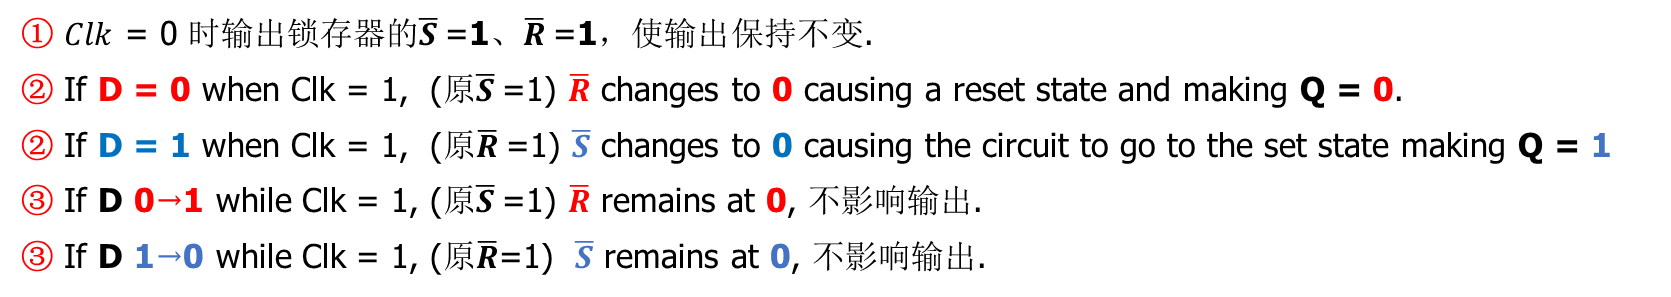 ① Clk = 0 时输出锁存器的S̅ =1、R̅ =1，使输出保持不变.
② If D = 0 when Clk = 1, (原S̅ =1) R̅ changes to 0 causing a reset state and making Q = 0.
② If D = 1 when Clk = 1, (原R̅ =1) S̅ changes to 0 causing the circuit to go to the set state making Q = 1
③ If D 0→1 while Clk = 1, (原S̅ =1) R̅ remains at 0, 不影响输出.
③ If D 1→0 while Clk = 1, (原R̅=1) S̅ remains at 0, 不影响输出.